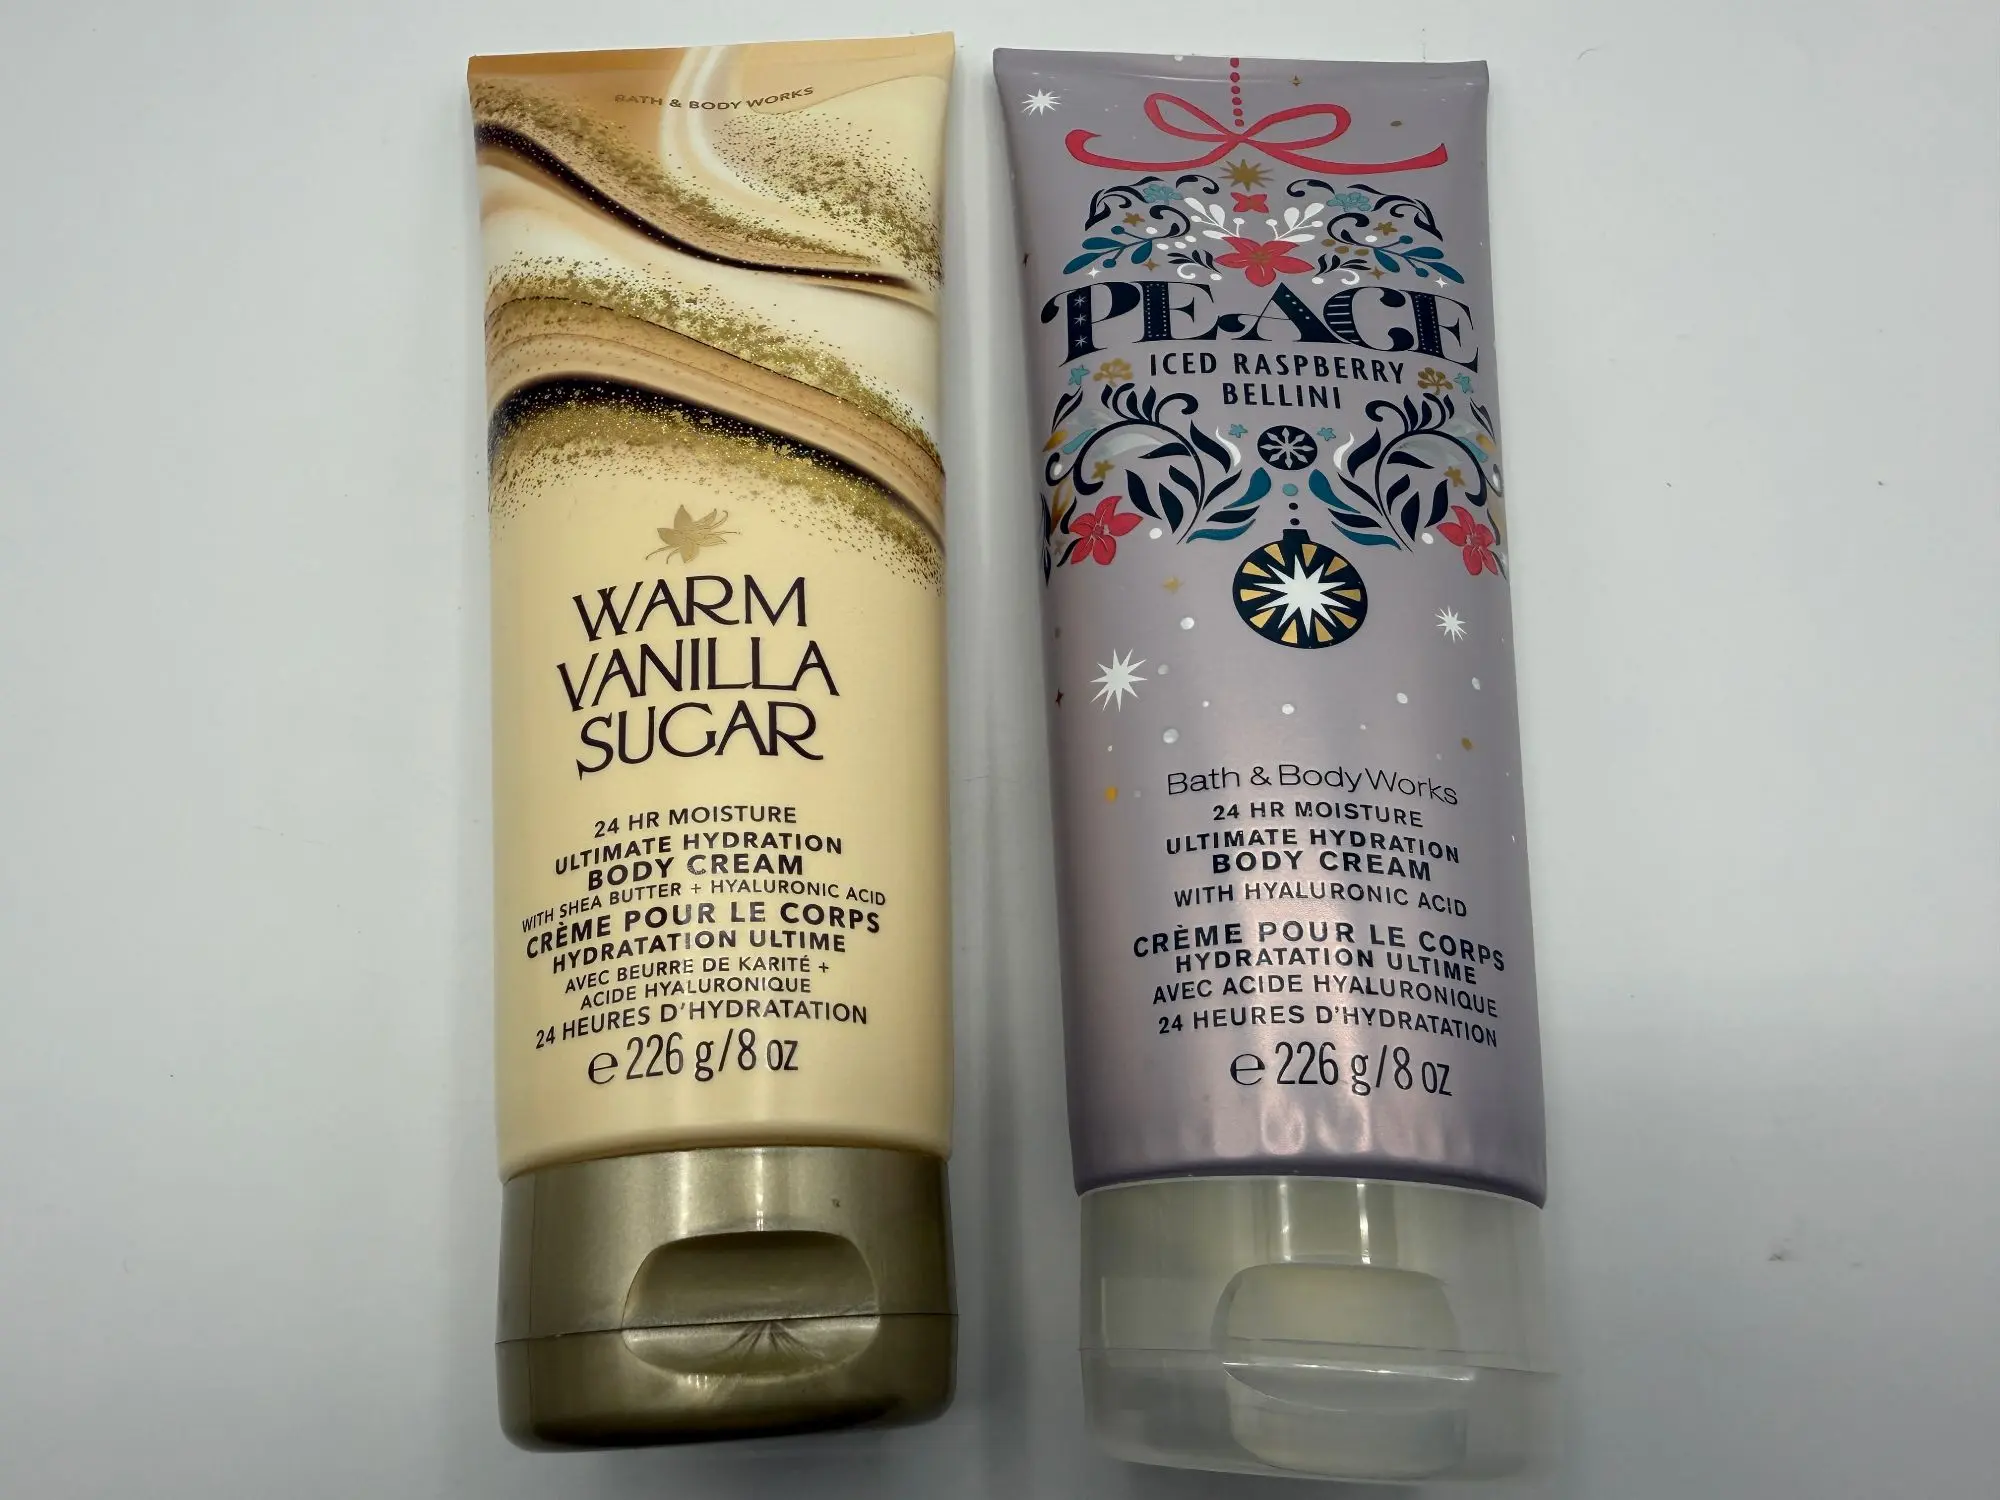 BATH & BODY WORKS
WARM
VANILLA
SUGAR
24 HR MOISTURE
ULTIMATE HYDRATION
BODY CREAM
WITH SHEA BUTTER + HYALURONIC ACID
CRÈME POUR LE CORPS
HYDRATATION ULTIME
AVEC BEURRE DE KARITÉ +
ACIDE HYALURONIQUE
24 HEURES D'HYDRATATION
℮ 226 g/8 oz
PEACE
ICED RASPBERRY
BELLINI
Bath & Body Works
24 HR MOISTURE
ULTIMATE HYDRATION
BODY CREAM
WITH HYALURONIC ACID
CRÈME POUR LE CORPS
HYDRATATION ULTIME
AVEC ACIDE HYALURONIQUE
24 HEURES D'HYDRATATION
℮ 226 g/8 oz